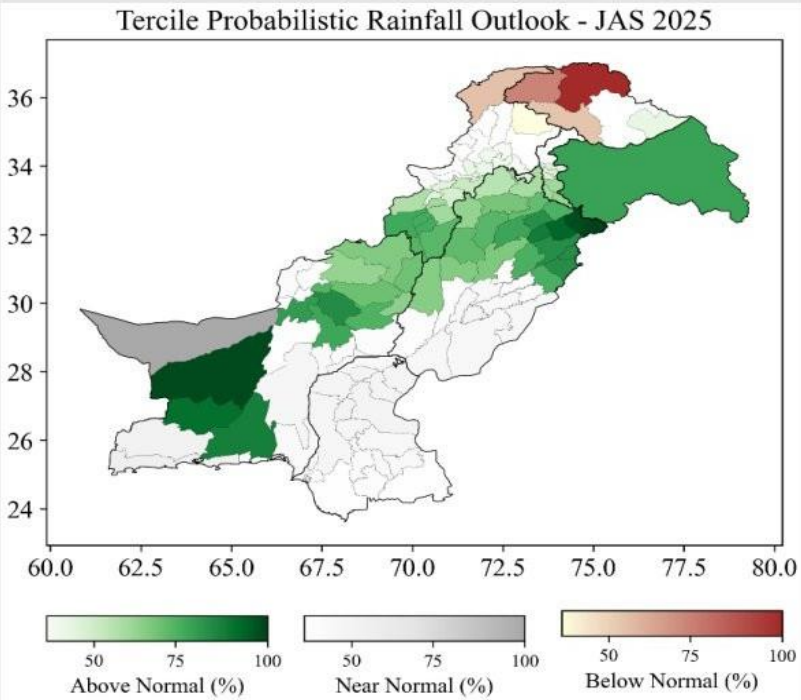 Tercile Probabilistic Rainfall Outlook - JAS 2025
36
34
32
30
28
26
24
60.0 62.5 65.0 67.5 70.0 72.5 75.0 77.5 80.0
50 75 100
Above Normal (%)
50 75 100
Near Normal (%)
50 75 100
Below Normal (%)